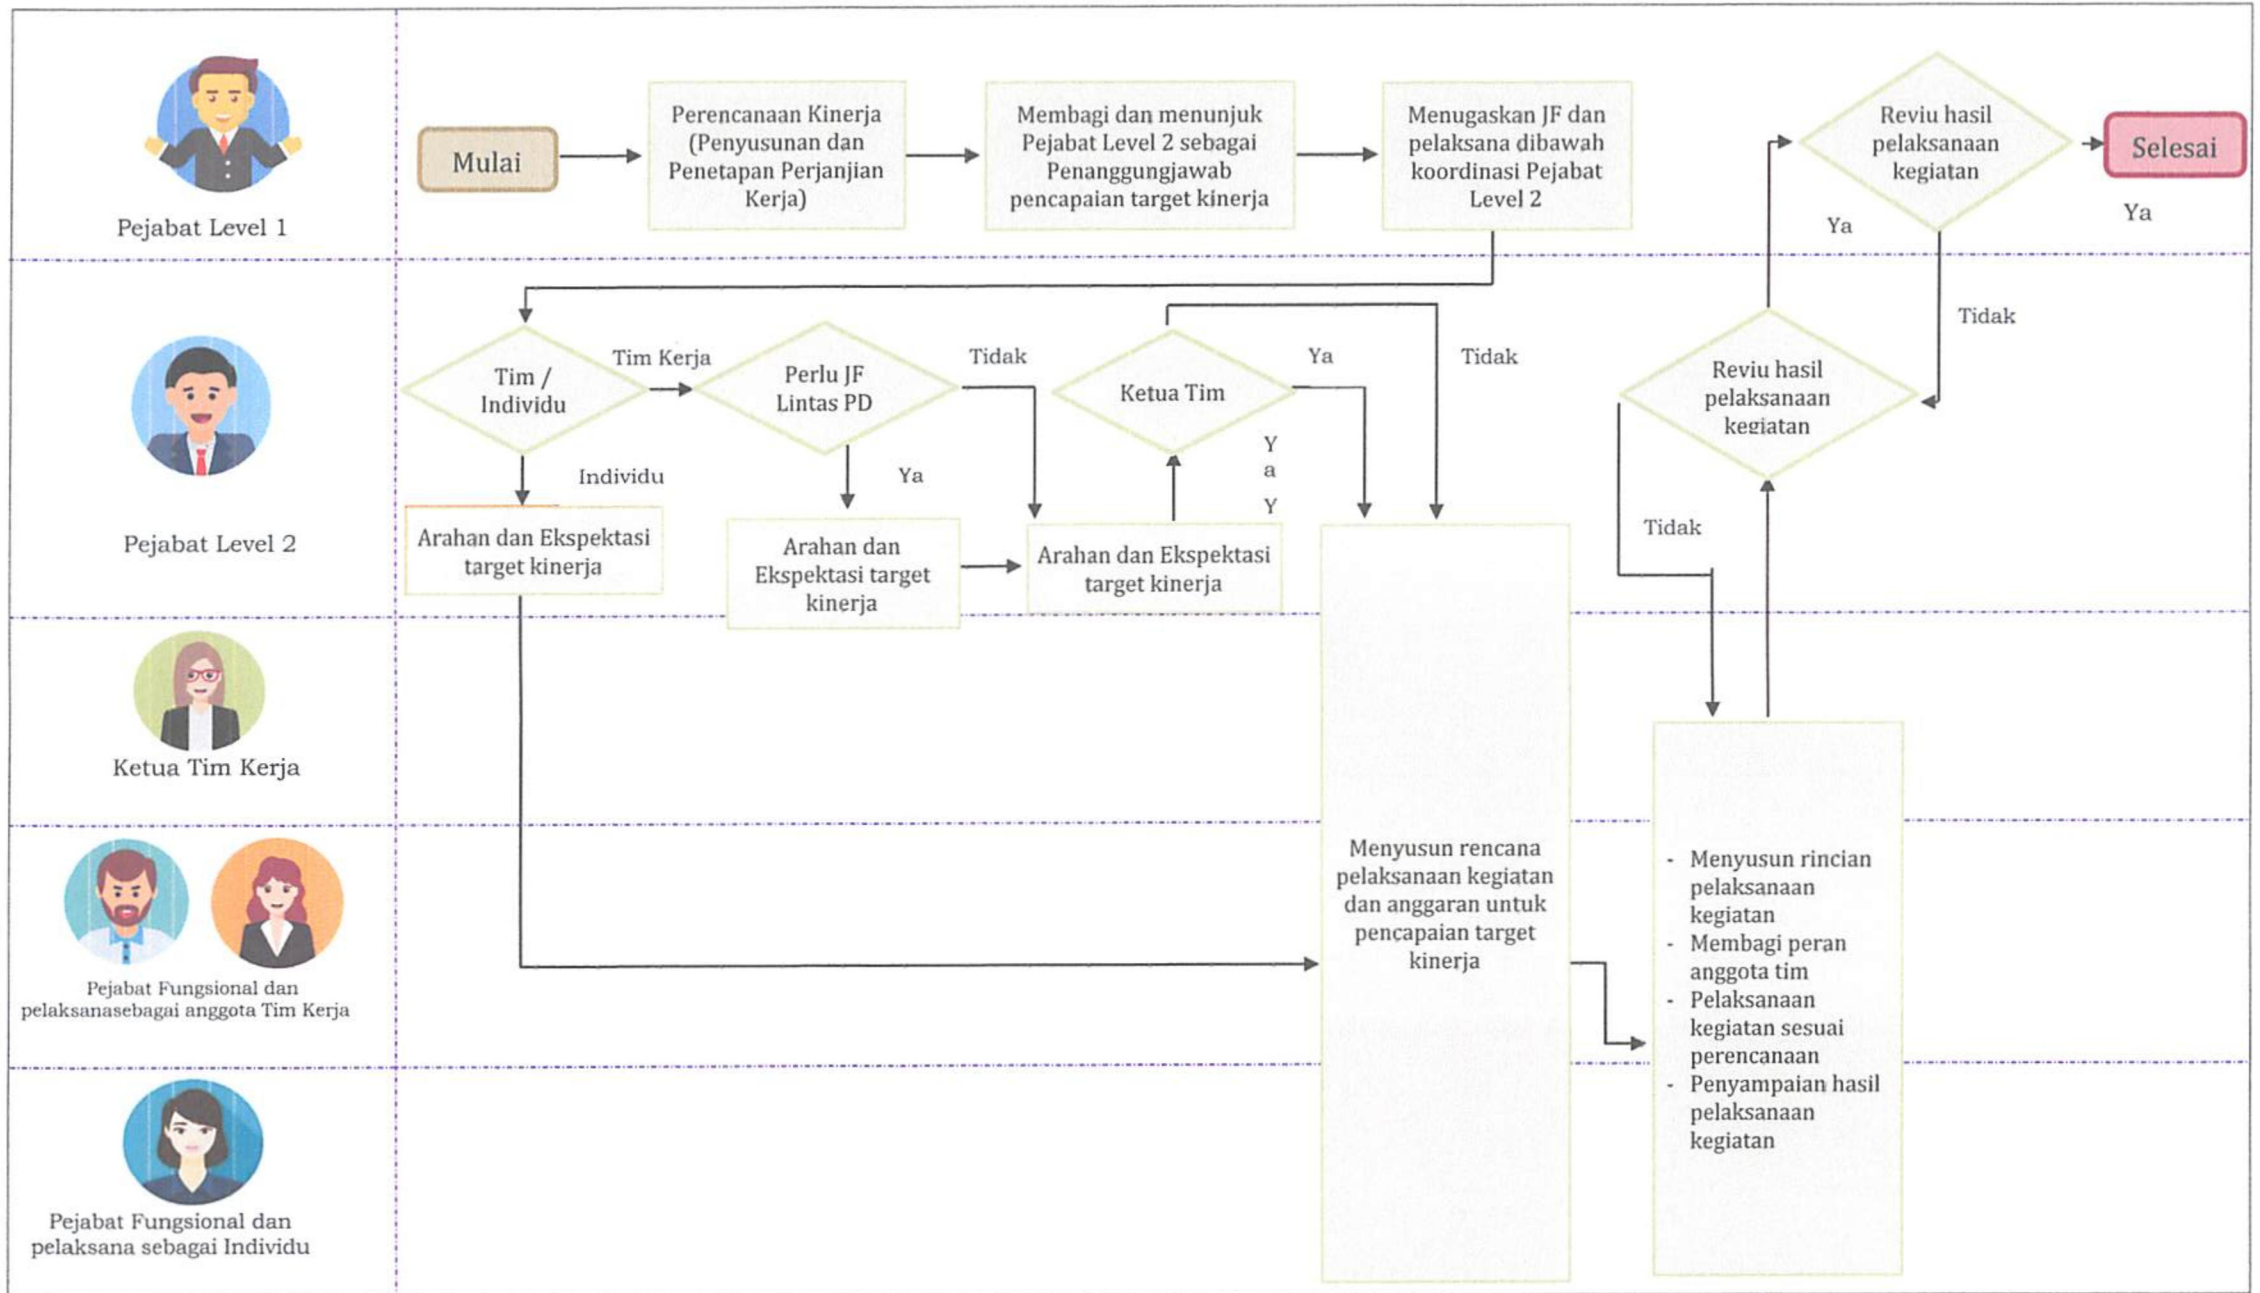 Pejabat Level 1
Mulai
Perencanaan Kinerja
(Penyusunan dan
Penetapan Perjanjian
Kerja)
Membagi dan menunjuk
Pejabat Level 2 sebagai
Penanggungjawab
pencapaian target kinerja
Menugaskan JF dan
pelaksana dibawah
koordinasi Pejabat
Level 2
Reviu hasil
pelaksanaan
kegiatan
Selesai
Ya
Ya
Pejabat Level 2
Tim /
Individu
Tim Kerja
Individu
Perlu JF
Lintas PD
Tidak
Ya
Ketua Tim
Ya
Tidak
Y
a
Y
Arahan dan Ekspektasi
target kinerja
Arahan dan
Ekspektasi target
kinerja
Arahan dan Ekspektasi
target kinerja
Reviu hasil
pelaksanaan
kegiatan
Tidak
Tidak
Ketua Tim Kerja
Pejabat Fungsional dan
pelaksanasebagai anggota Tim Kerja
Menyusun rencana
pelaksanaan kegiatan
dan anggaran untuk
pencapaian target
kinerja
- Menyusun rincian
pelaksanaan
kegiatan
- Membagi peran
anggota tim
- Pelaksanaan
kegiatan sesuai
perencanaan
- Penyampaian hasil
pelaksanaan
kegiatan
Pejabat Fungsional dan
pelaksana sebagai Individu